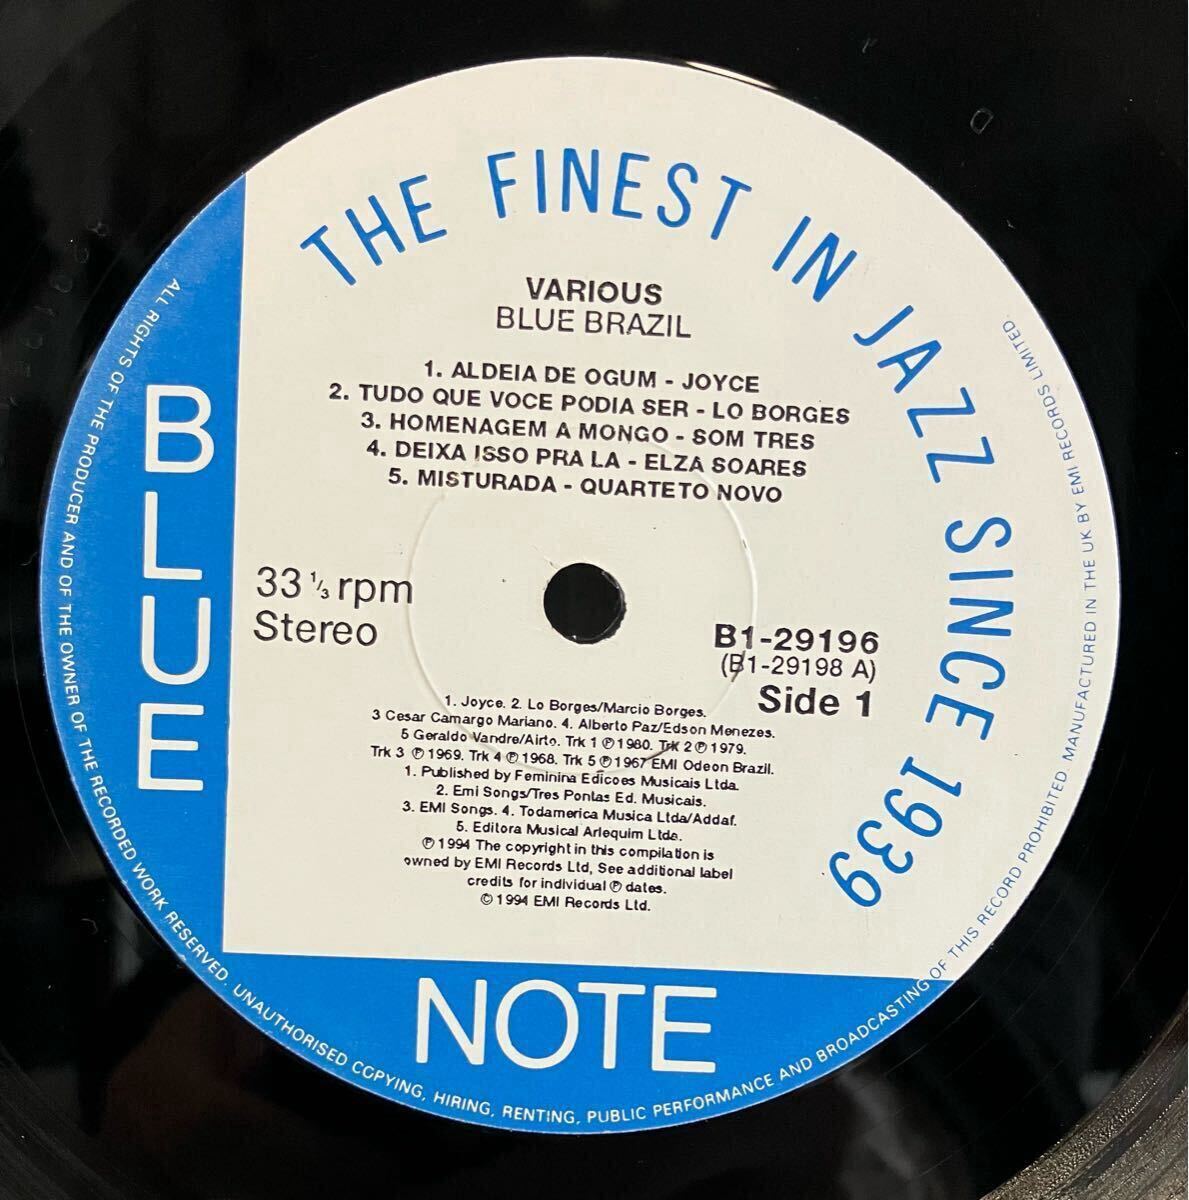 THE FINEST IN JAZZ SINCE 1939
VARIOUS
BLUE BRAZIL
1. ALDEIA DE OGUM - JOYCE
2. TUDO QUE VOCE PODIA SER - LO BORGES
3. HOMENAGEM A MONGO - SOM TRES
4. DEIXA ISSO PRA LA - ELZA SOARES
5. MISTURADA - QUARTETO NOVO
33 1/3 rpm
Stereo
B1-29196
(B1-29198 A)
Side 1
1. Joyce. 2. Lo Borges/Marcio Borges.
3 Cesar Camargo Mariano. 4. Alberto Paz/Edson Menezes.
5 Geraldo Vandre/Airto. Trk 1 ℗ 1980. Trk 2 ℗ 1979.
Trk 3 ℗ 1969. Trk 4 ℗ 1968. Trk 5 ℗ 1967 EMI Odeon Brazil.
1. Published by Feminina Edicoes Musicais Ltda.
2. Emi Songs/Tres Pontas Ed. Musicais.
3. EMI Songs. 4. Todamerica Musica Ltda/Addaf.
5. Editora Musical Arlequim Ltda.
℗ 1994 The copyright in this compilation is
owned by EMI Records Ltd, See additional label
credits for individual ℗ dates.
© 1994 EMI Records Ltd.
BLUE
NOTE
ALL RIGHTS OF THE PRODUCER AND OF THE OWNER OF THE RECORDED WORK RESERVED. UNAUTHORISED COPYING, HIRING, RENTING, PUBLIC PERFORMANCE AND BROADCASTING OF THIS RECORD PROHIBITED. MANUFACTURED IN THE UK BY EMI RECORDS LIMITED.